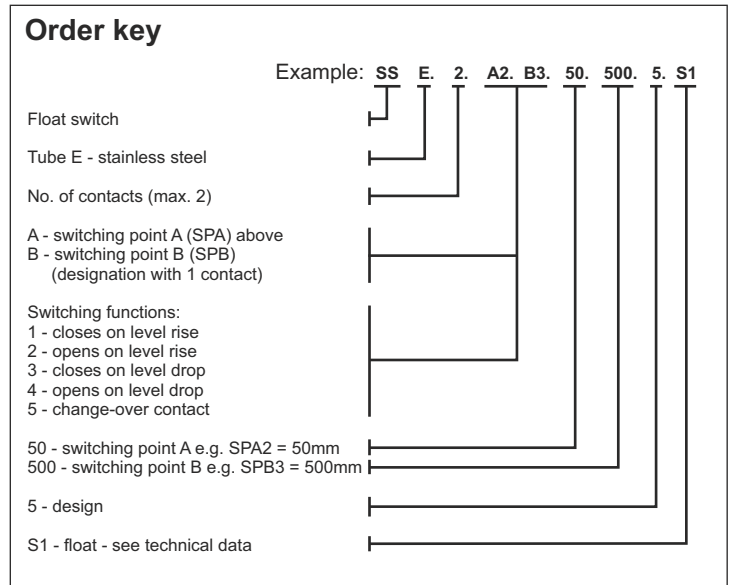 Order key
Example: SS E. 2. A2. B3. 50. 500. 5. S1
Float switch
Tube E - stainless steel
No. of contacts (max. 2)
A - switching point A (SPA) above
B - switching point B (SPB)
(designation with 1 contact)
Switching functions:
1 - closes on level rise
2 - opens on level rise
3 - closes on level drop
4 - opens on level drop
5 - change-over contact
50 - switching point A e.g. SPA2 = 50mm
500 - switching point B e.g. SPB3 = 500mm
5 - design
S1 - float - see technical data